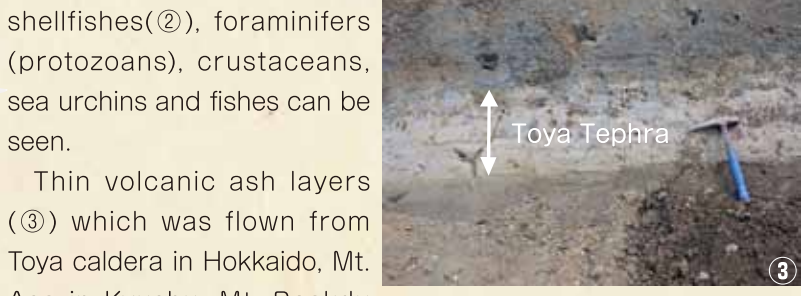 shellfishes(②), foraminifers
(protozoans), crustaceans,
sea urchins and fishes can be
seen.
Thin volcanic ash layers
(③) which was flown from
Toya caldera in Hokkaido, Mt.
Toya Tephra
③